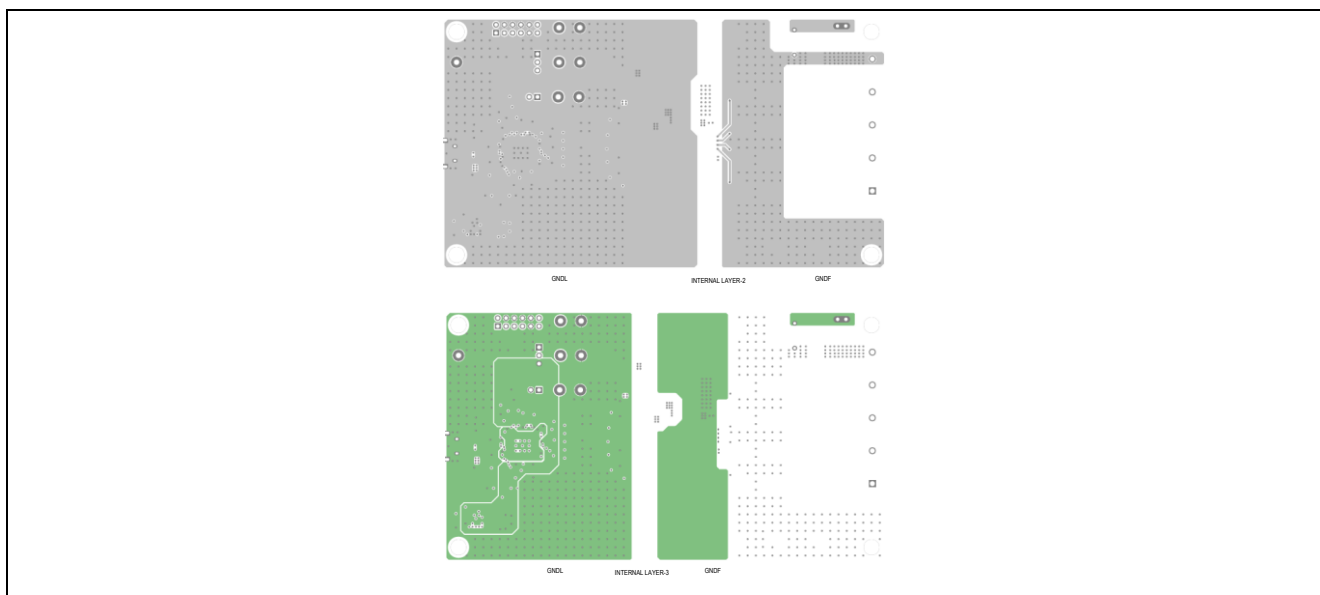 GNDL INTERNAL LAYER-2 GNDF
GNDL INTERNAL LAYER-3 GNDF